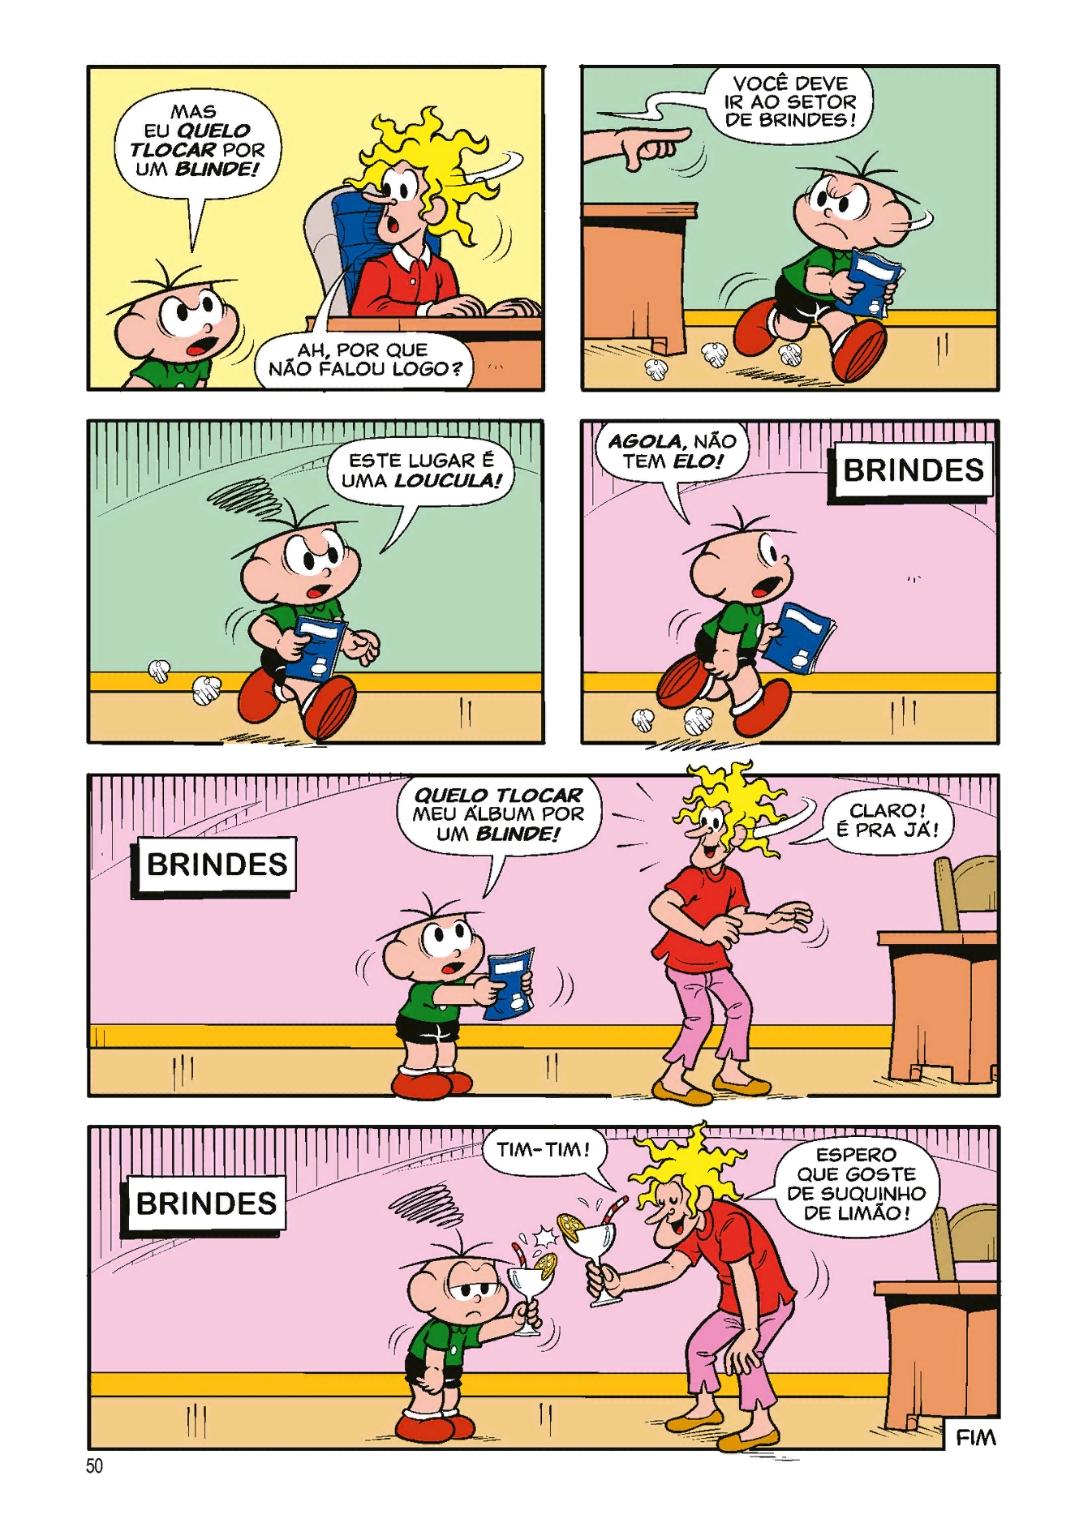 MAS
EU QUELO
TLOCAR POR
UM BLINDE!
AH, POR QUE
NÃO FALOU LOGO?
VOCÊ DEVE
IR AO SETOR
DE BRINDES!
ESTE LUGAR É
UMA LOUCULA!
AGOLA, NÃO
TEM ELO!
BRINDES
BRINDES
QUELO TLOCAR
MEU ÁLBUM POR
UM BLINDE!
CLARO!
É PRA JÁ!
BRINDES
TIM-TIM!
ESPERO
QUE GOSTE
DE SUQUINHO
DE LIMÃO!
FIM
50